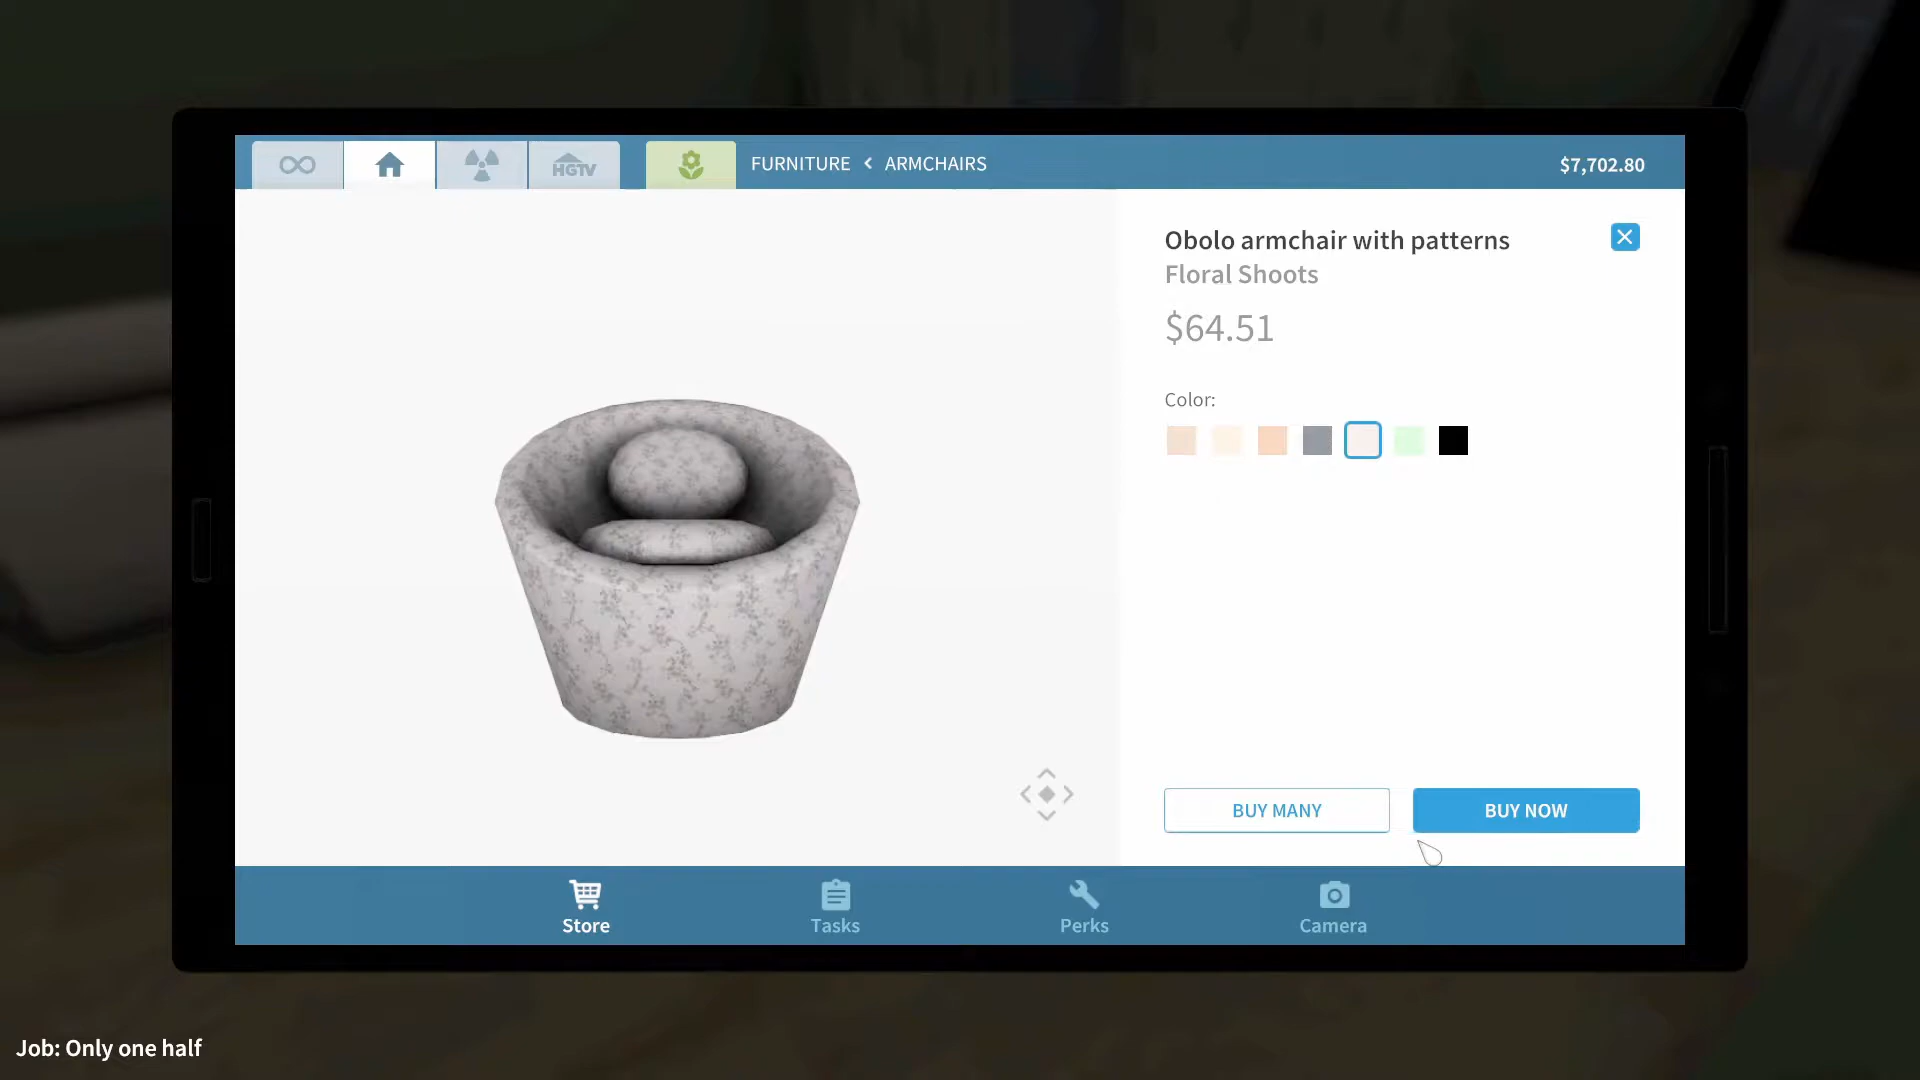 HGTV
FURNITURE < ARMCHAIRS
$7,702.80
Obolo armchair with patterns
Floral Shoots
$64.51
Color:
BUY MANY
BUY NOW
Store
Tasks
Perks
Camera
Job: Only one half